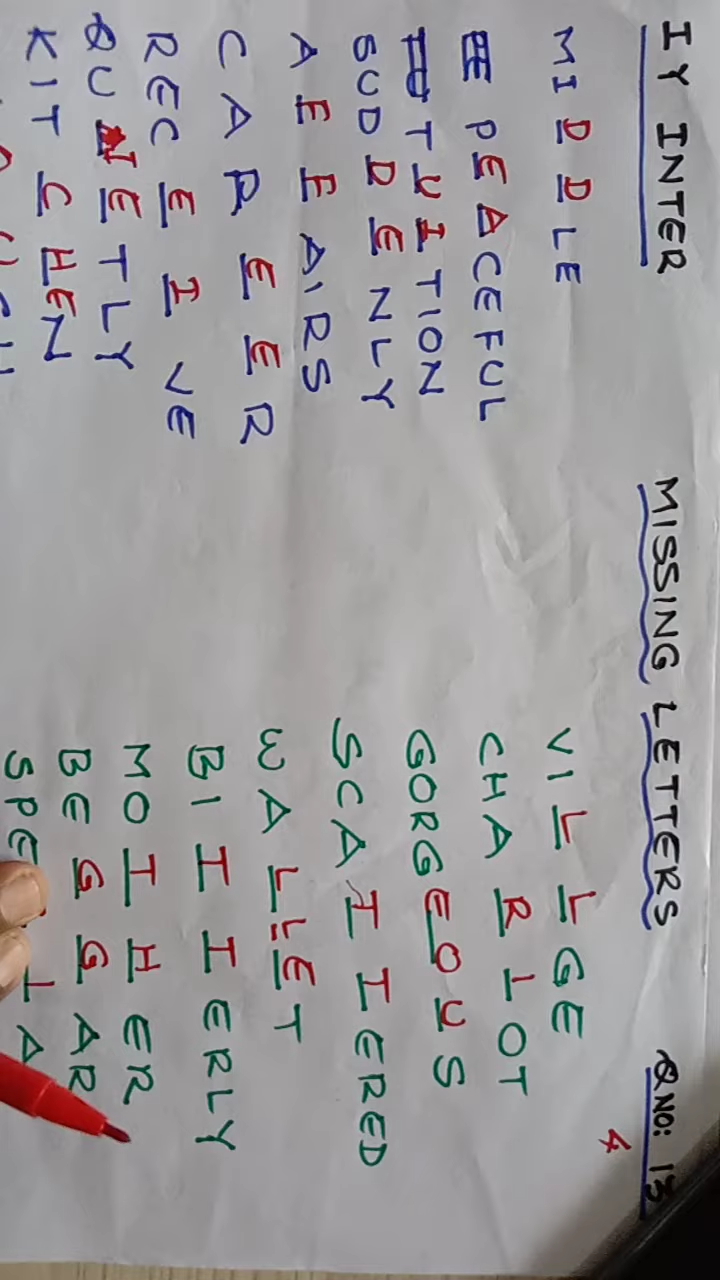 IY INTER MISSING LETTERS Q NO: 13
4
MIDDLE VILLGE
PEACEFUL CHARIOT
TUITION GORGEOUS
SUDDENLY SCATTERED
AFFAIRS WALLET
CAREER BITTERLY
RECEIVE MOTHER
QUIETLY BEGGAR
KITCHEN